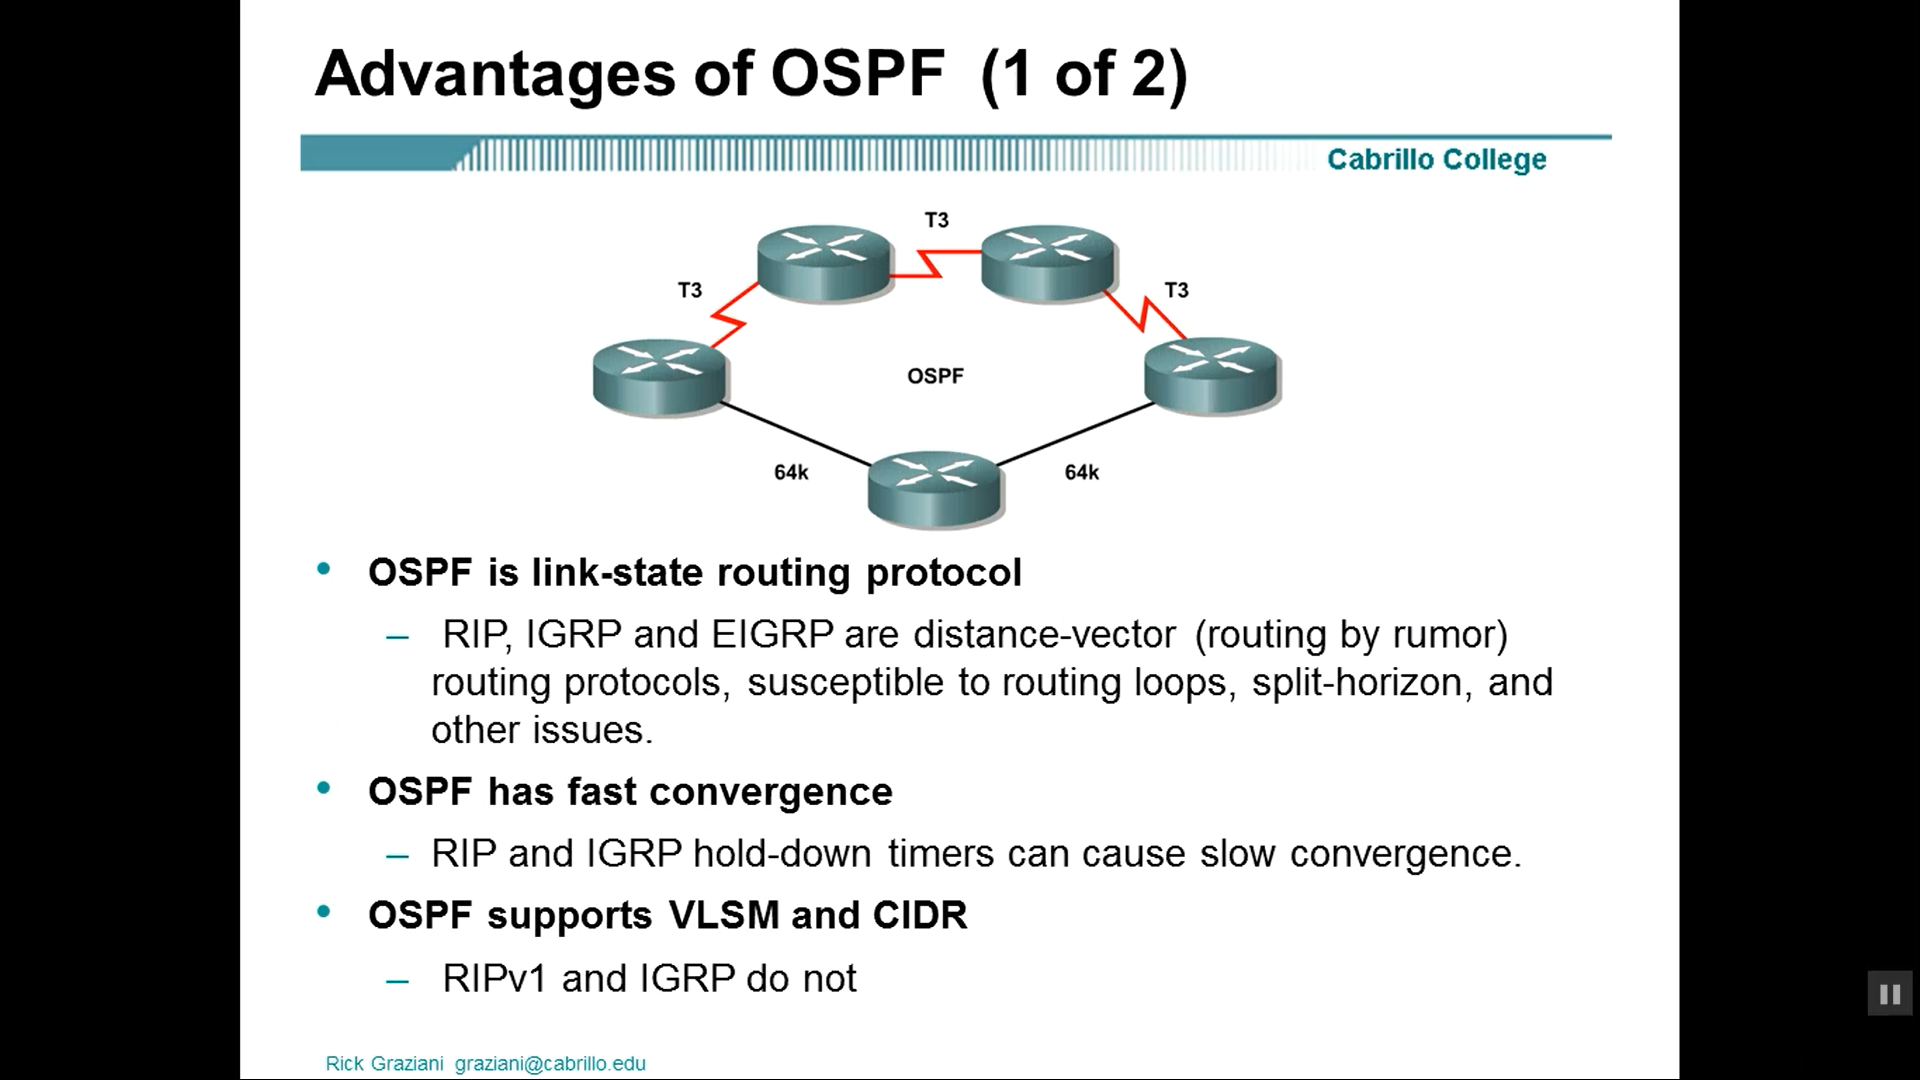 Advantages of OSPF (1 of 2)
Cabrillo College
T3
T3
T3
OSPF
64k
64k
• OSPF is link-state routing protocol
– RIP, IGRP and EIGRP are distance-vector (routing by rumor)
routing protocols, susceptible to routing loops, split-horizon, and
other issues.
• OSPF has fast convergence
– RIP and IGRP hold-down timers can cause slow convergence.
• OSPF supports VLSM and CIDR
– RIPv1 and IGRP do not
Rick Graziani graziani@cabrillo.edu